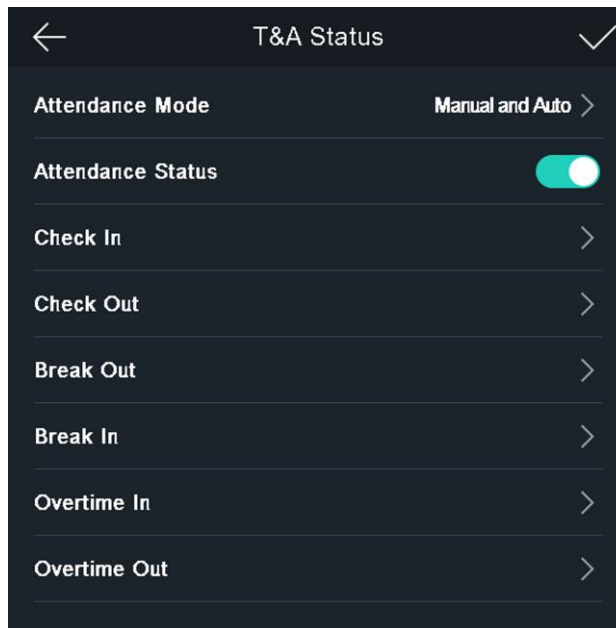 T&A Status
Attendance Mode Manual and Auto
Attendance Status
Check In
Check Out
Break Out
Break In
Overtime In
Overtime Out